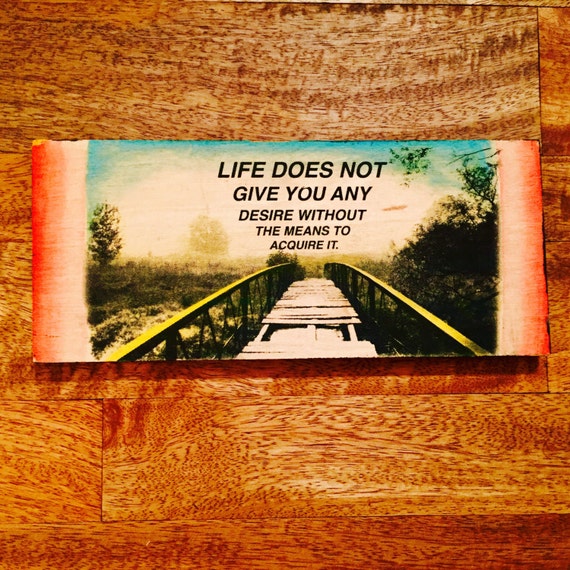 LIFE DOES NOT
GIVE YOU ANY
DESIRE WITHOUT
THE MEANS TO
ACQUIRE IT.